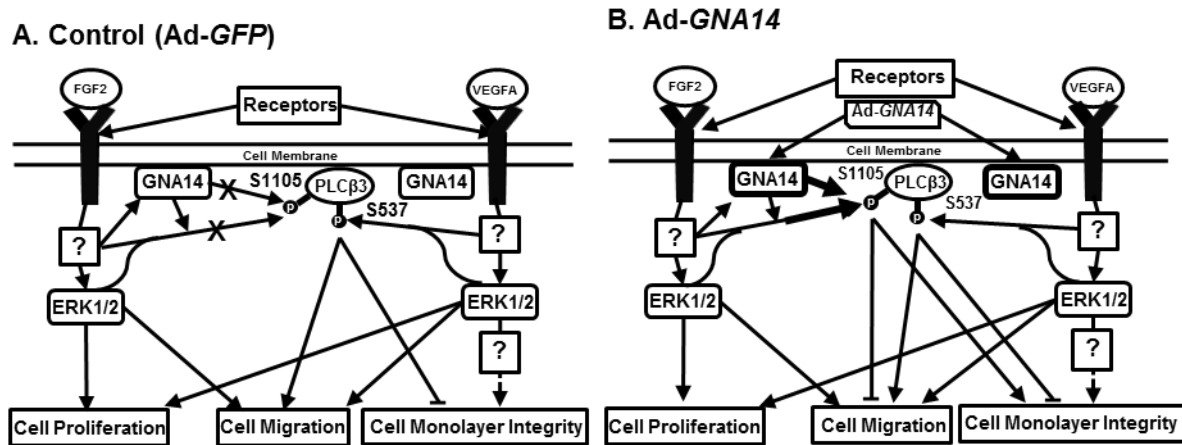 A. Control (Ad-GFP)
FGF2
Receptors
VEGFA
Cell Membrane
GNA14
X
S1105
PLCβ3
GNA14
P
S537
X
P
?
?
ERK1/2
ERK1/2
?
Cell Proliferation
Cell Migration
Cell Monolayer Integrity
B. Ad-GNA14
FGF2
Receptors
VEGFA
Ad-GNA14
Cell Membrane
GNA14
S1105
PLCβ3
GNA14
P
S537
P
?
?
ERK1/2
ERK1/2
?
Cell Proliferation
Cell Migration
Cell Monolayer Integrity